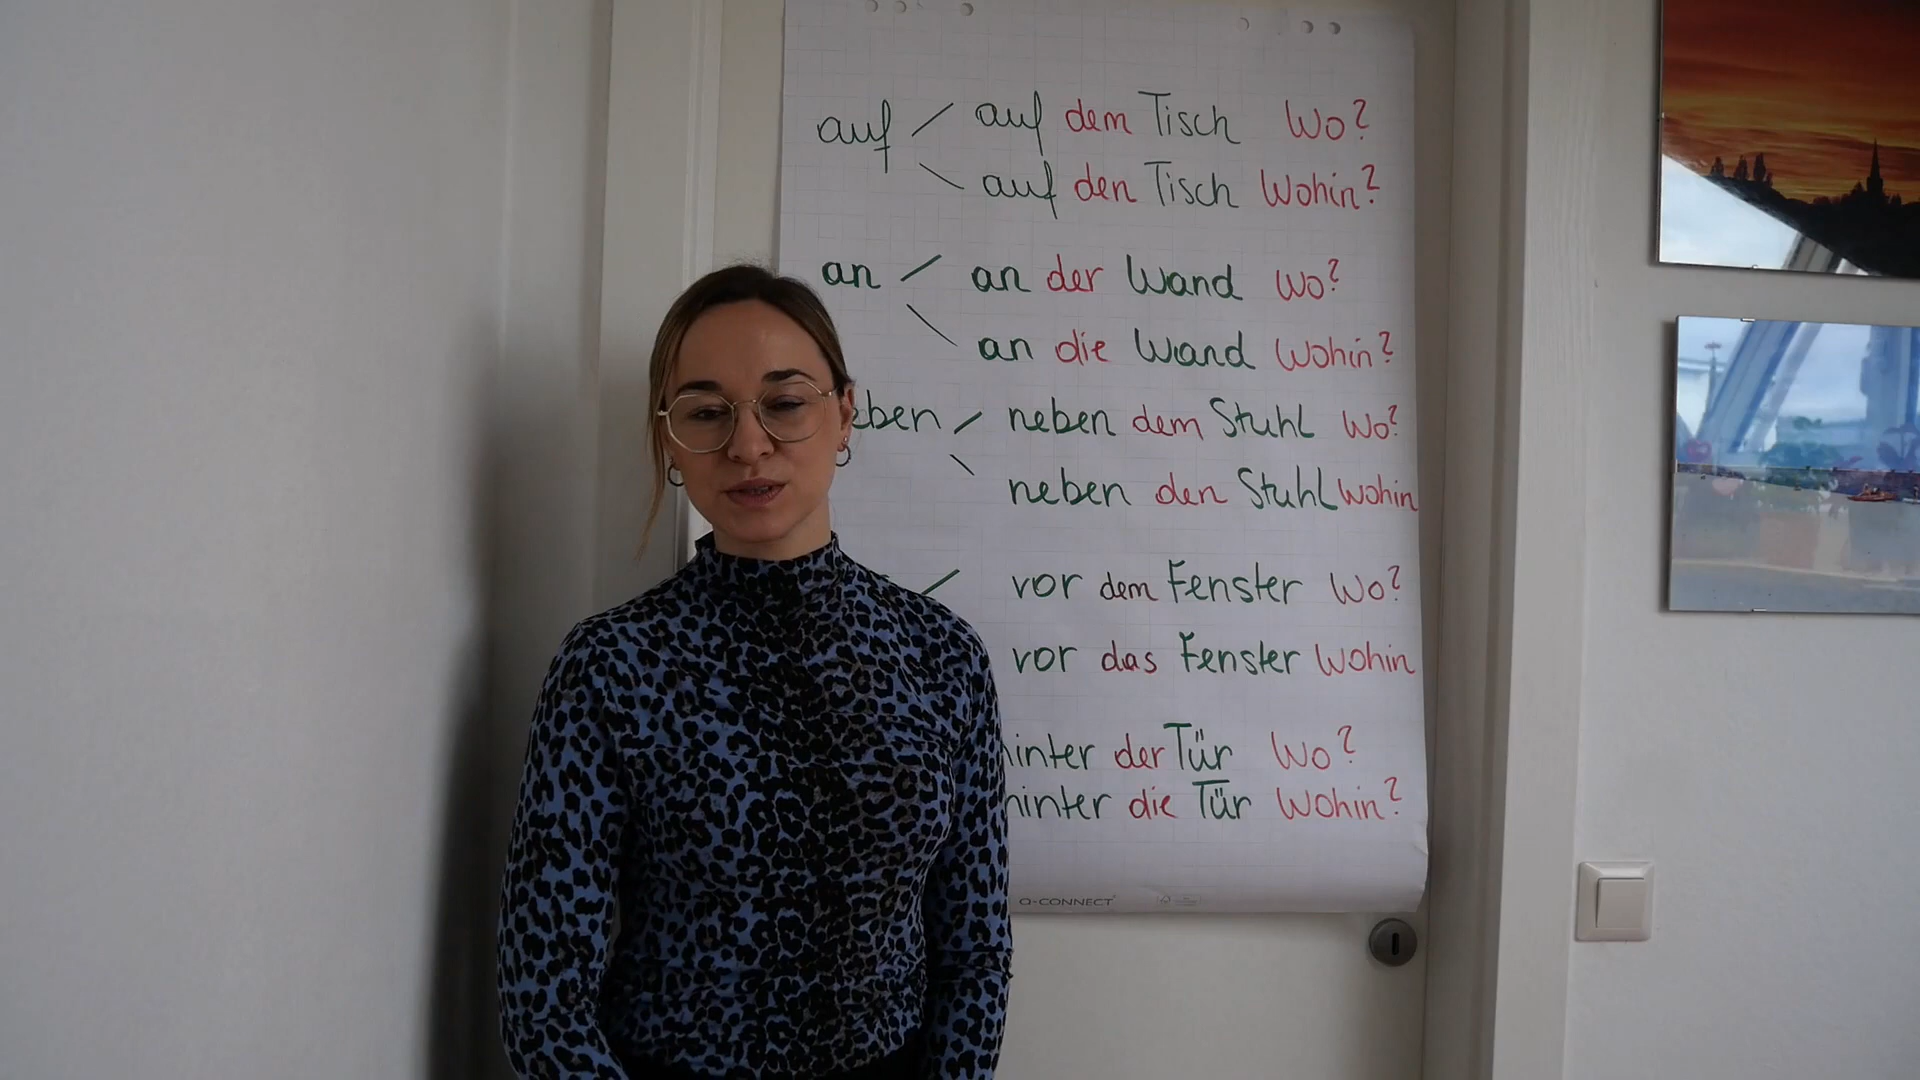 auf auf dem Tisch Wo?
auf den Tisch Wohin?
an an der Wand Wo?
an die Wand Wohin?
neben dem Stuhl Wo?
neben den Stuhl Wohin
vor dem Fenster Wo?
vor das Fenster Wohin
der Tür Wo?
die Tür Wohin?
Q-CONNECT